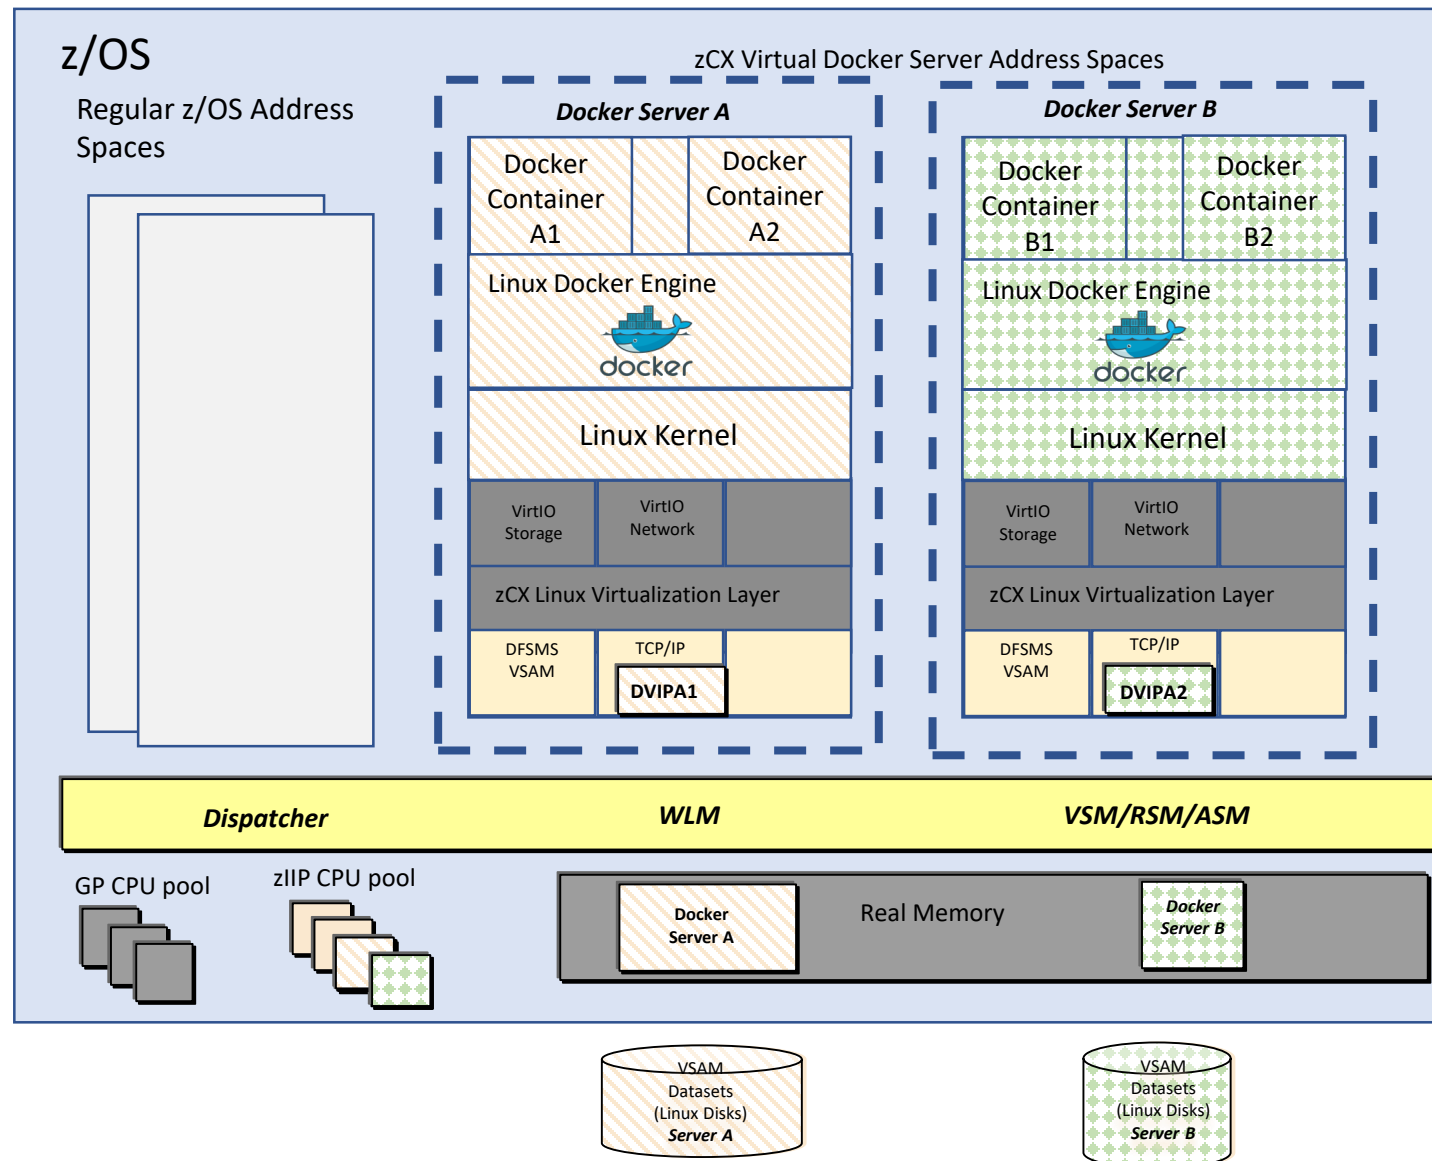 z/OS
zCX Virtual Docker Server Address Spaces
Regular z/OS Address
Spaces
Docker Server A
Docker
Container
A1
Docker
Container
A2
Linux Docker Engine
docker
Linux Kernel
VirtIO
Storage
VirtIO
Network
zCX Linux Virtualization Layer
DFSMS
VSAM
TCP/IP
DVIPA1
Docker Server B
Docker
Container
B1
Docker
Container
B2
Linux Docker Engine
docker
Linux Kernel
VirtIO
Storage
VirtIO
Network
zCX Linux Virtualization Layer
DFSMS
VSAM
TCP/IP
DVIPA2
Dispatcher
WLM
VSM/RSM/ASM
GP CPU pool
zIIP CPU pool
Docker
Server A
Real Memory
Docker
Server B
VSAM
Datasets
(Linux Disks)
Server A
VSAM
Datasets
(Linux Disks)
Server B